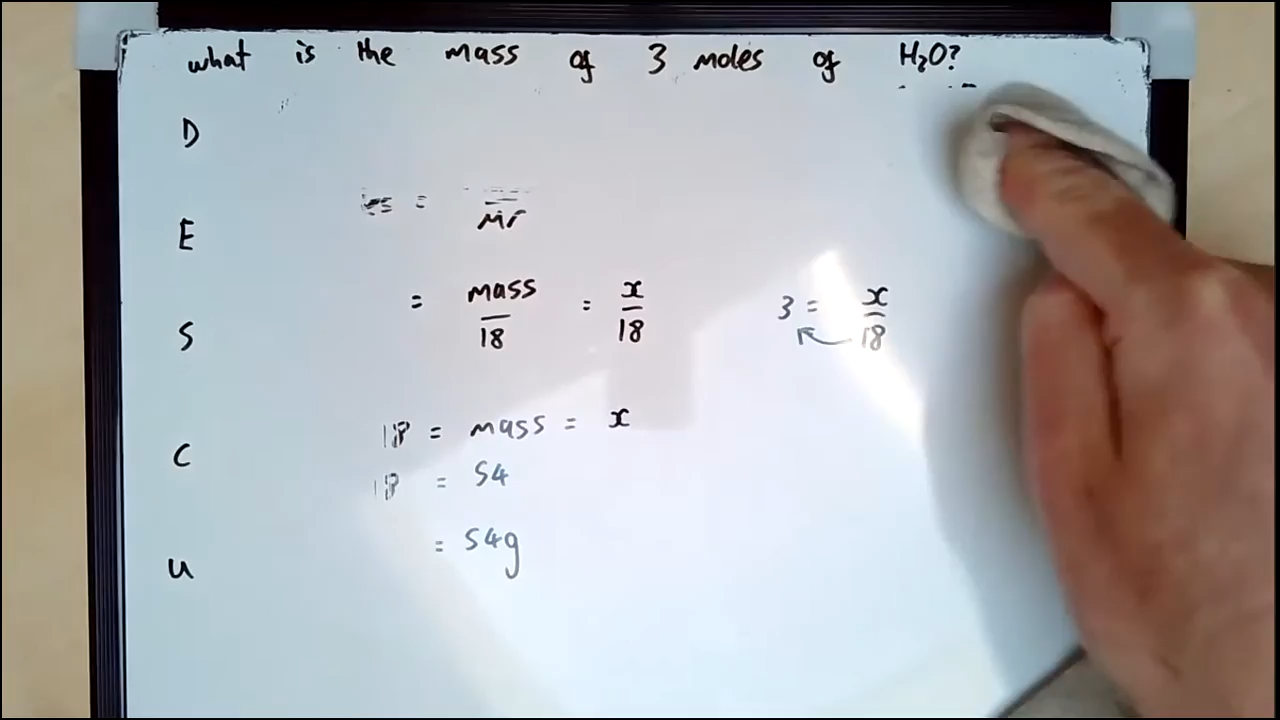 what is the mass of 3 moles of H₂O?
D
E = Mr
S = mass/18 = x/18 3 = x/18
C 18 = mass = x
18 = 54
= 54g
U